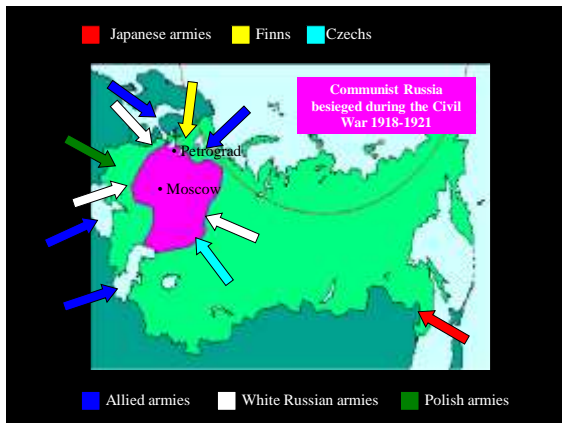 Japanese armies Finns Czechs
Communist Russia
besieged during the Civil
War 1918-1921
Petrograd
Moscow
Allied armies White Russian armies Polish armies